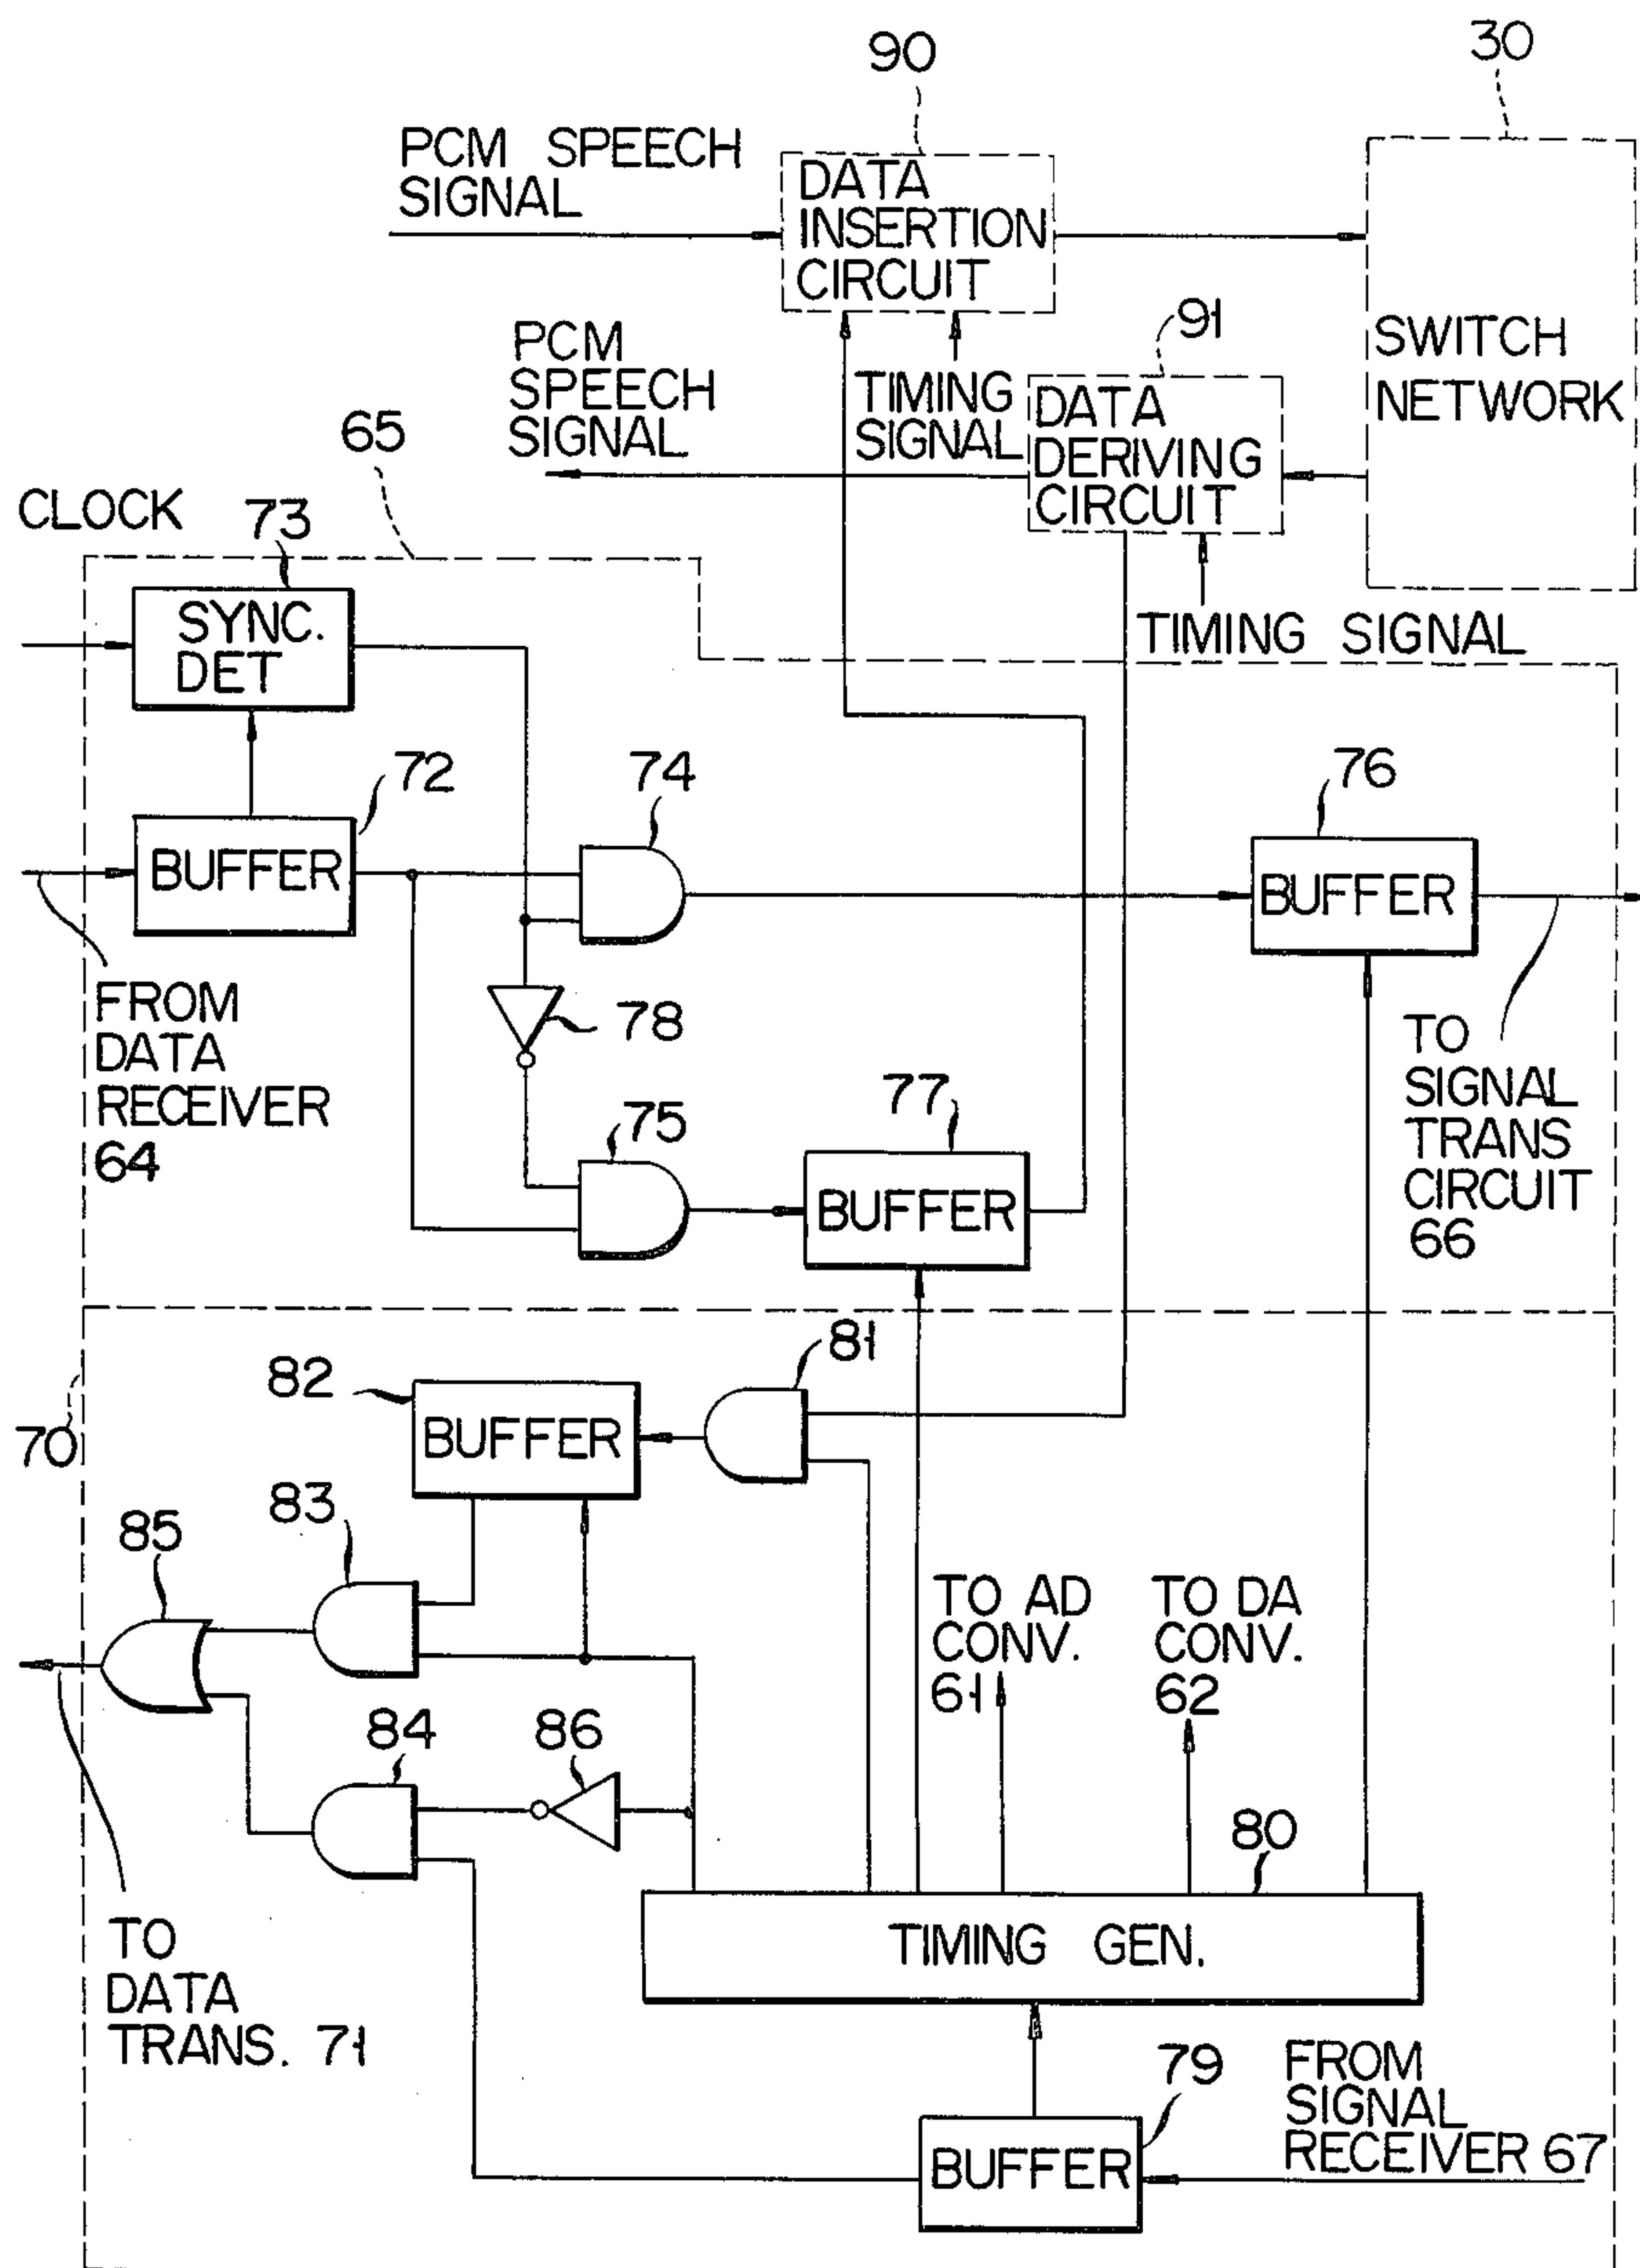 90
30
PCM SPEECH
SIGNAL
DATA
INSERTION
CIRCUIT
PCM
SPEECH
SIGNAL
TIMING
SIGNAL
91
DATA
DERIVING
CIRCUIT
SWITCH
NETWORK
65
CLOCK
73
SYNC.
DET
TIMING SIGNAL
72
BUFFER
74
76
BUFFER
FROM
DATA
RECEIVER
64
78
75
77
BUFFER
TO
SIGNAL
TRANS
CIRCUIT
66
70
82
BUFFER
81
83
85
TO AD
CONV.
61
TO DA
CONV.
62
84
86
80
TIMING GEN.
TO
DATA
TRANS. 71
79
BUFFER
FROM
SIGNAL
RECEIVER 67